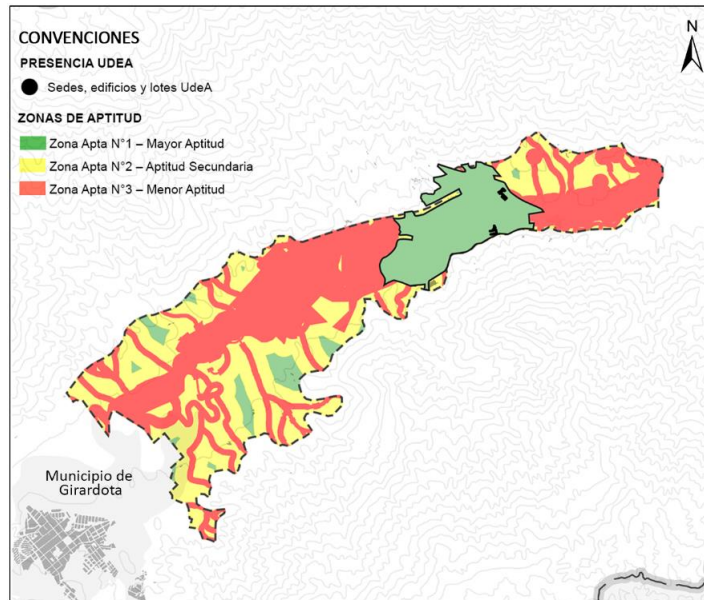 CONVENCIONES
PRESENCIA UDEA
Sedes, edificios y lotes UdeA
ZONAS DE APTITUD
Zona Apta N°1 – Mayor Aptitud
Zona Apta N°2 – Aptitud Secundaria
Zona Apta N°3 – Menor Aptitud
N
Municipio de
Girardota